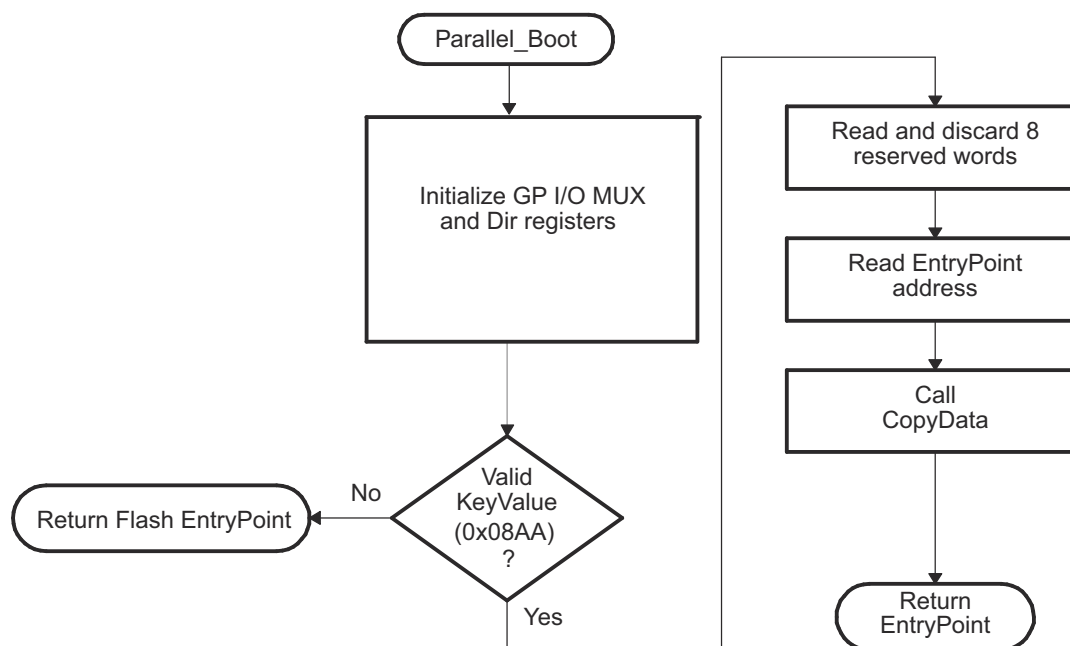 Parallel_Boot
Initialize GP I/O MUX
and Dir registers
Valid
KeyValue
(0x08AA)
?
No
Return Flash EntryPoint
Yes
Read and discard 8
reserved words
Read EntryPoint
address
Call
CopyData
Return
EntryPoint